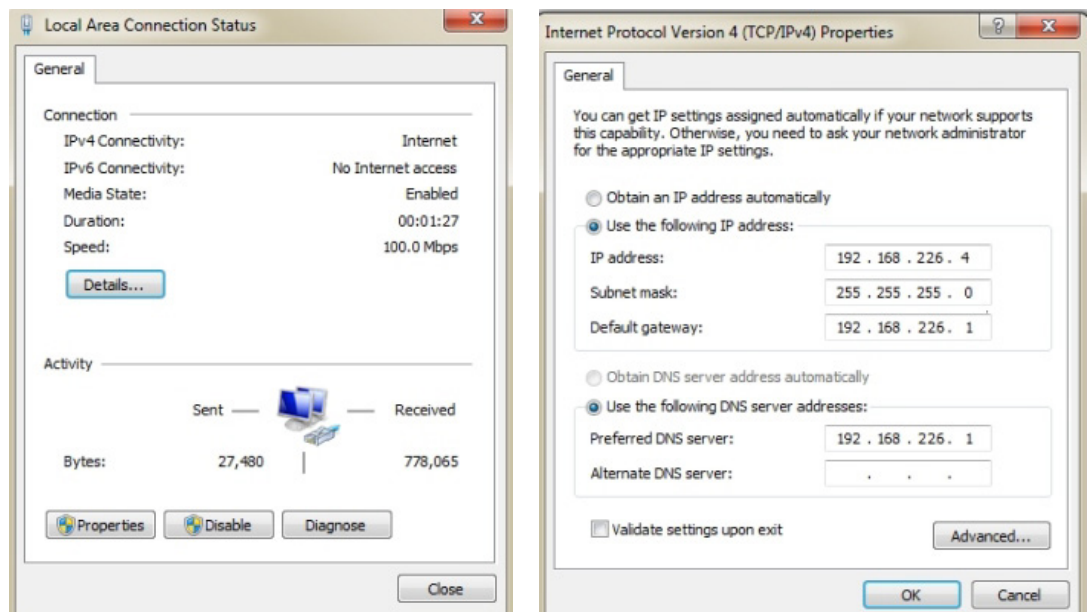 Local Area Connection Status
General
Connection
IPv4 Connectivity: Internet
IPv6 Connectivity: No Internet access
Media State: Enabled
Duration: 00:01:27
Speed: 100.0 Mbps
Details...
Activity
Sent Received
Bytes: 27,480 778,065
Properties Disable Diagnose
Close
Internet Protocol Version 4 (TCP/IPv4) Properties
General
You can get IP settings assigned automatically if your network supports
this capability. Otherwise, you need to ask your network administrator
for the appropriate IP settings.
Obtain an IP address automatically
Use the following IP address:
IP address: 192 . 168 . 226 . 4
Subnet mask: 255 . 255 . 255 . 0
Default gateway: 192 . 168 . 226 . 1
Obtain DNS server address automatically
Use the following DNS server addresses:
Preferred DNS server: 192 . 168 . 226 . 1
Alternate DNS server: . . .
Validate settings upon exit Advanced...
OK Cancel